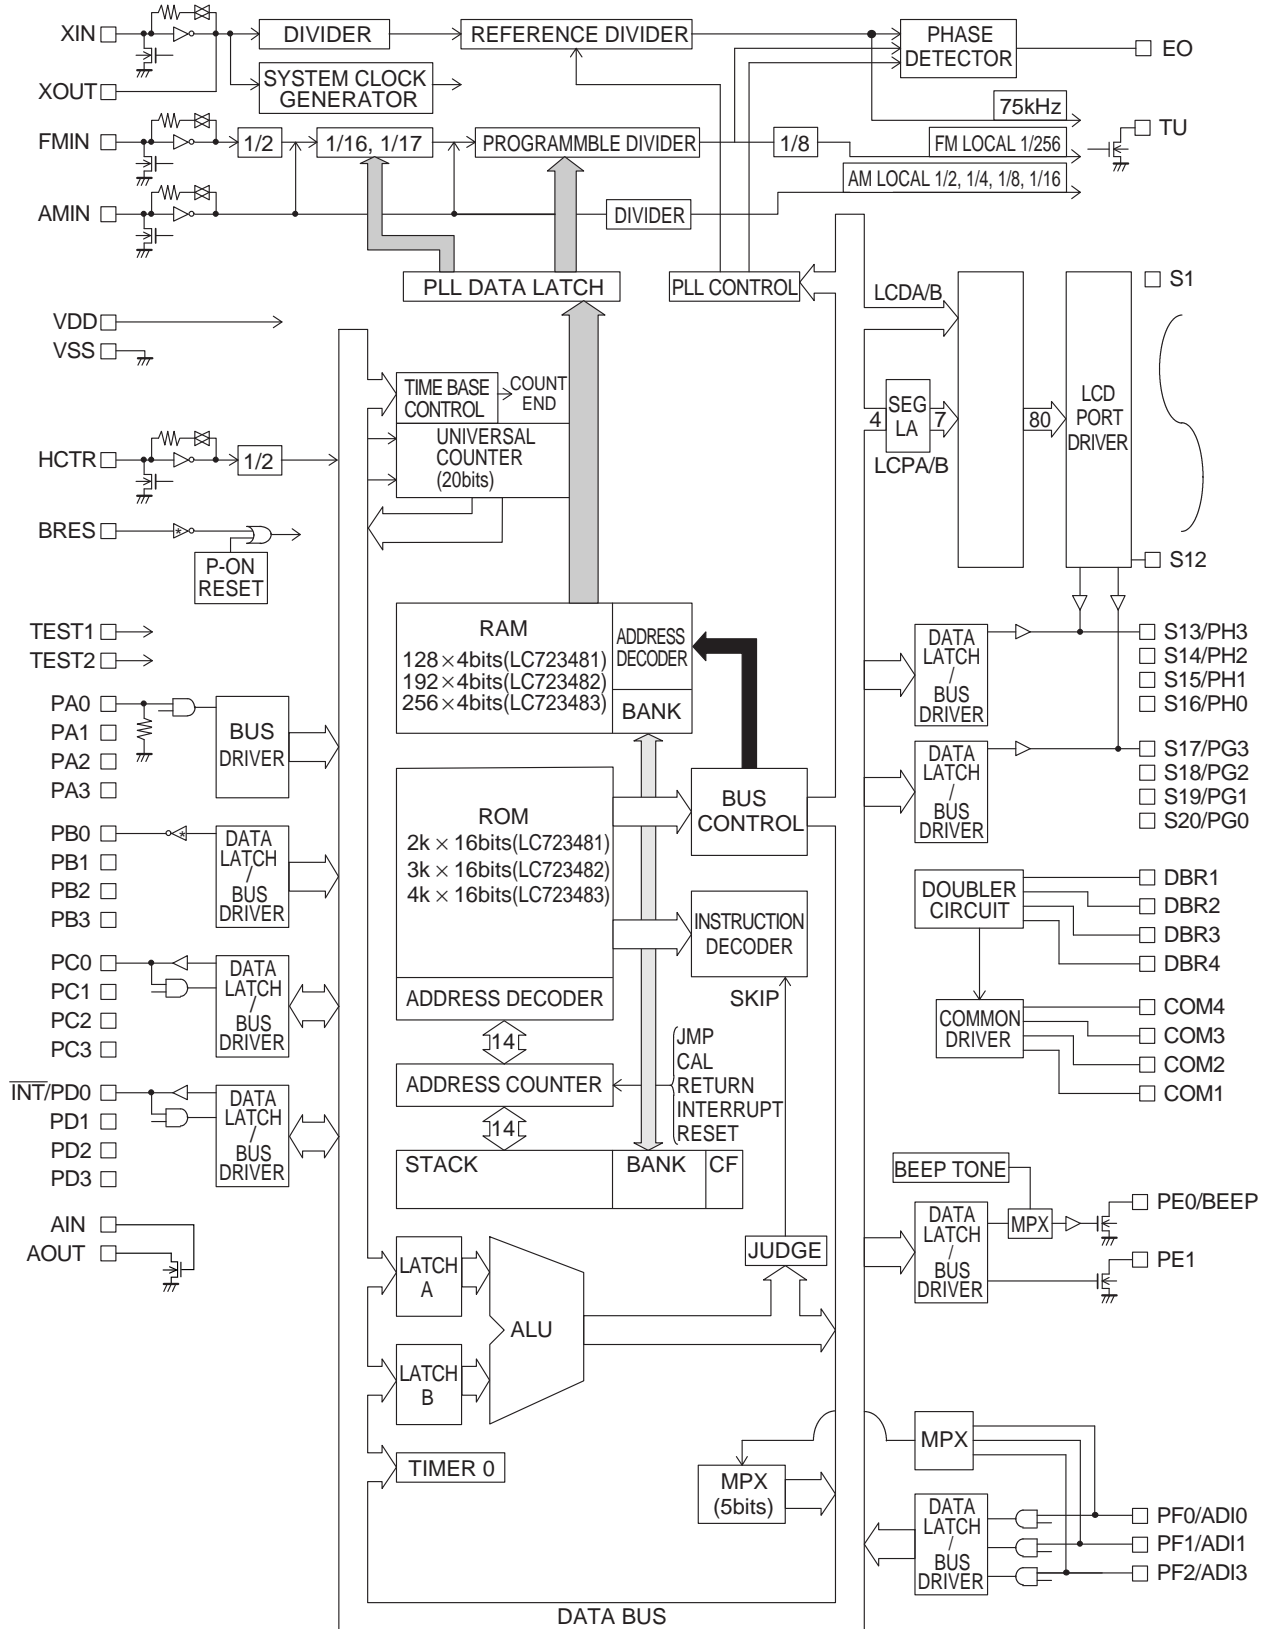 XIN
DIVIDER
REFERENCE DIVIDER
PHASE
DETECTOR
EO
XOUT
SYSTEM CLOCK
GENERATOR
75kHz
TU
FMIN
1/2
1/16, 1/17
PROGRAMMBLE DIVIDER
1/8
FM LOCAL 1/256
AM LOCAL 1/2, 1/4, 1/8, 1/16
AMIN
DIVIDER
PLL DATA LATCH
PLL CONTROL
LCDA/B
S1
VDD
VSS
TIME BASE
CONTROL
COUNT
END
UNIVERSAL
COUNTER
(20bits)
4
SEG
LA
7
LCPA/B
80
LCD
PORT
DRIVER
HCTR
1/2
BRES
*
P-ON
RESET
S12
TEST1
TEST2
RAM
128×4bits(LC723481)
192×4bits(LC723482)
256×4bits(LC723483)
ADDRESS
DECODER
BANK
DATA
LATCH
/
BUS
DRIVER
S13/PH3
S14/PH2
S15/PH1
S16/PH0
PA0
PA1
PA2
PA3
BUS
DRIVER
DATA
LATCH
/
BUS
DRIVER
S17/PG3
S18/PG2
S19/PG1
S20/PG0
PB0
PB1
PB2
PB3
*
DATA
LATCH
/
BUS
DRIVER
ROM
2k × 16bits(LC723481)
3k × 16bits(LC723482)
4k × 16bits(LC723483)
BUS
CONTROL
INSTRUCTION
DECODER
DOUBLER
CIRCUIT
DBR1
DBR2
DBR3
DBR4
PC0
PC1
PC2
PC3
DATA
LATCH
/
BUS
DRIVER
ADDRESS DECODER
SKIP
COMMON
DRIVER
COM4
COM3
COM2
COM1
14
ADDRESS COUNTER
JMP
CAL
RETURN
INTERRUPT
RESET
INT/PD0
PD1
PD2
PD3
DATA
LATCH
/
BUS
DRIVER
14
STACK
BANK
CF
BEEP TONE
MPX
DATA
LATCH
/
BUS
DRIVER
PE0/BEEP
PE1
AIN
AOUT
LATCH
A
ALU
JUDGE
LATCH
B
TIMER 0
MPX
(5bits)
MPX
DATA
LATCH
/
BUS
DRIVER
PF0/ADI0
PF1/ADI1
PF2/ADI3
DATA BUS